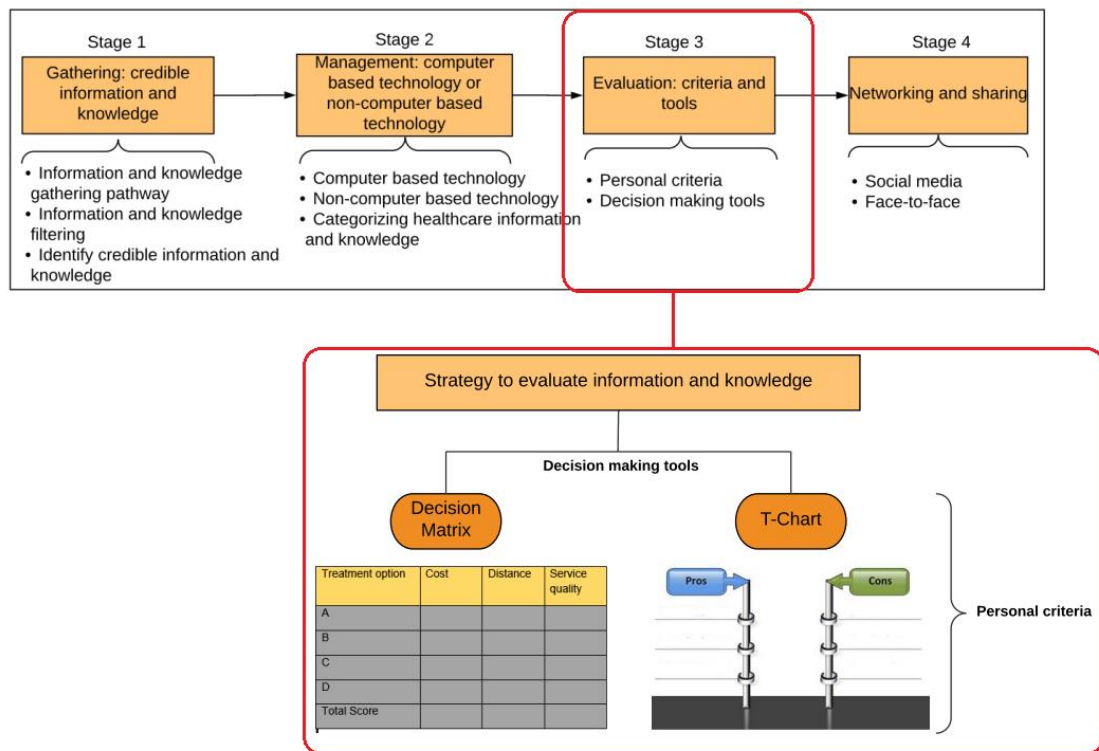 Stage 1
Gathering: credible
information and
knowledge
• Information and knowledge
gathering pathway
• Information and knowledge
filtering
• Identify credible information and
knowledge
Stage 2
Management: computer
based technology or
non-computer based
technology
• Computer based technology
• Non-computer based technology
• Categorizing healthcare information
and knowledge
Stage 3
Evaluation: criteria and
tools
• Personal criteria
• Decision making tools
Stage 4
Networking and sharing
• Social media
• Face-to-face
Strategy to evaluate information and knowledge
Decision making tools
Decision
Matrix
T-Chart
Treatment option Cost Distance Service
quality
A
B
C
D
Total Score
Pros
Cons
Personal criteria